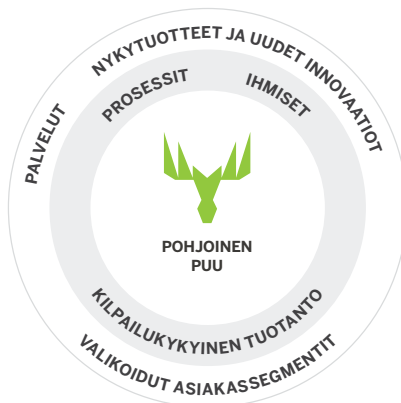 NYKYTUOTTEET JA UUDET INNOVAATIOT
PALVELUT
PROSESSIT
IHMISET
POHJOINEN
PUU
KILPAILUKYKYINEN TUOTANTO
VALIKOIDUT ASIAKASSEGMENTIT